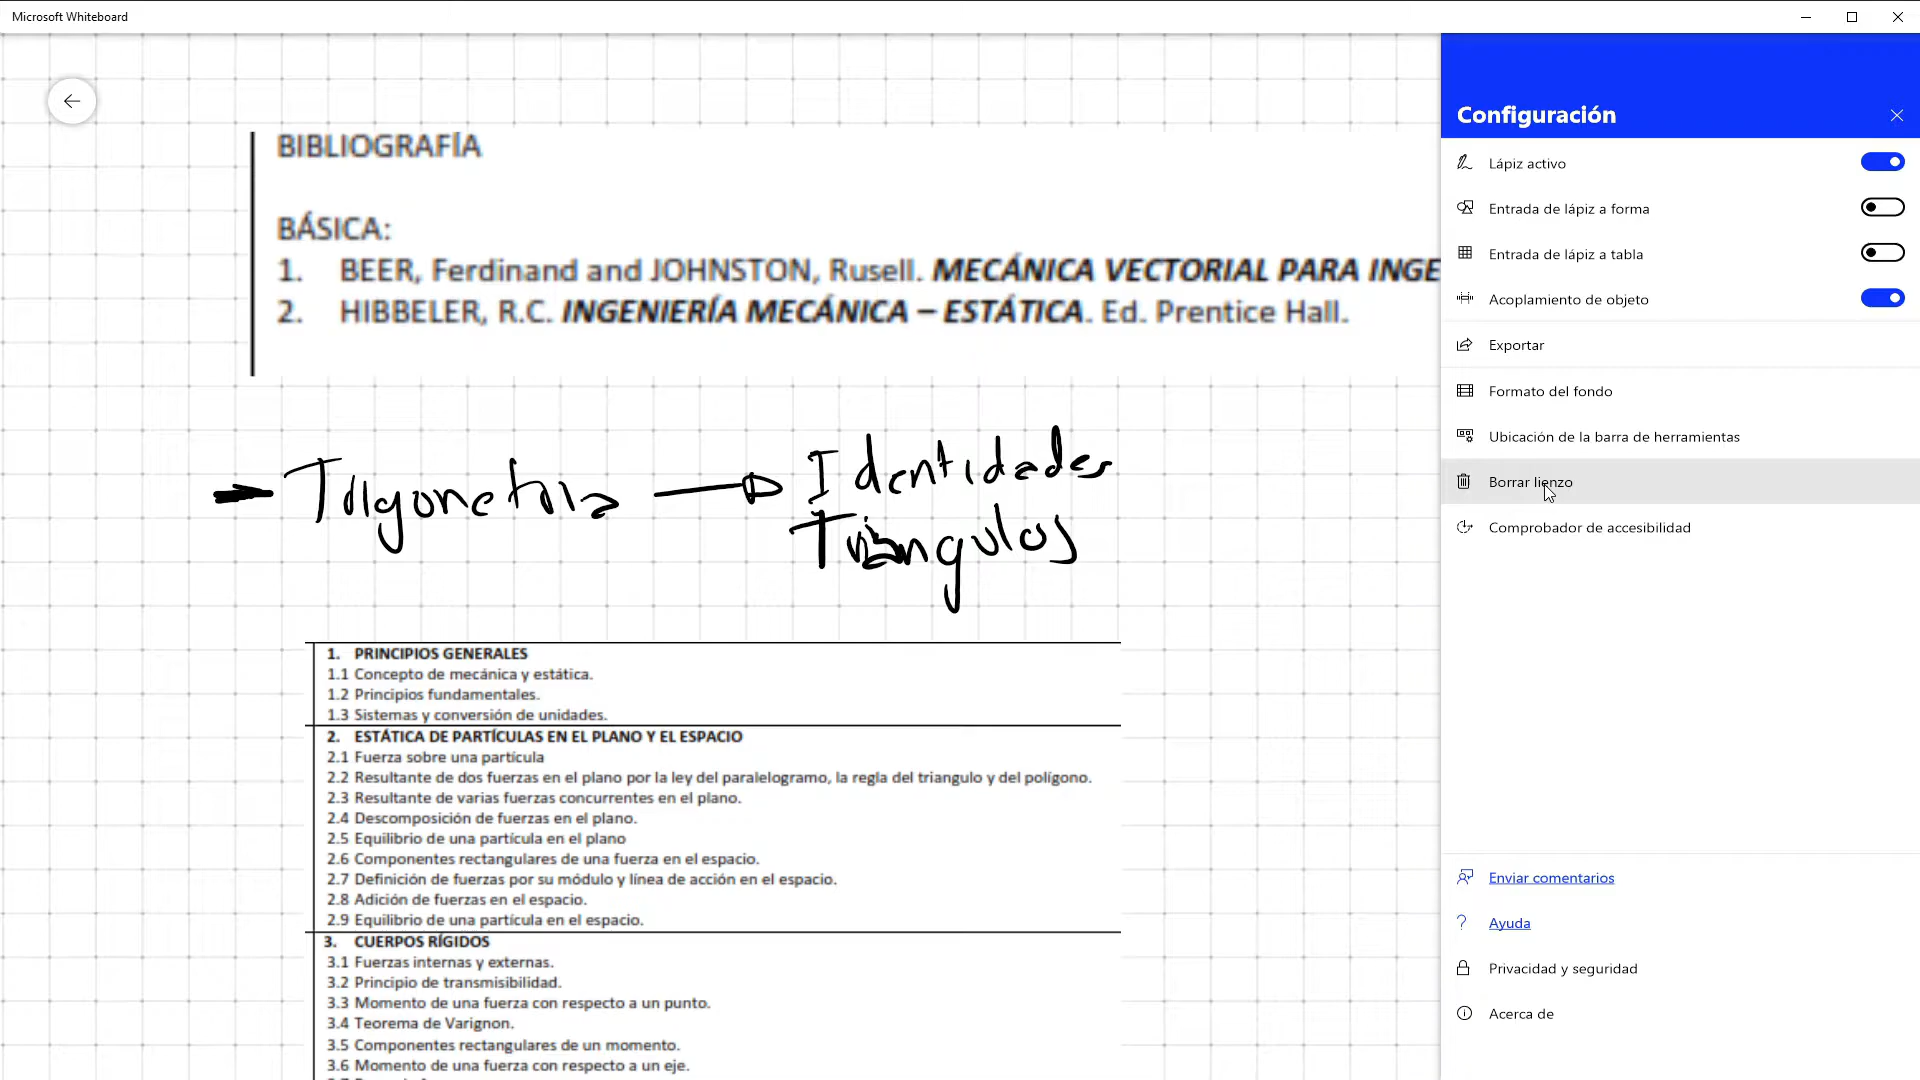 Microsoft Whiteboard
BIBLIOGRAFÍA
BÁSICA:
1. BEER, Ferdinand and JOHNSTON, Rusell. MECÁNICA VECTORIAL PARA INGE
2. HIBBELER, R.C. INGENIERÍA MECÁNICA – ESTÁTICA. Ed. Prentice Hall.
Trigonetria Identidades
Triangulos
1. PRINCIPIOS GENERALES
1.1 Concepto de mecánica y estática.
1.2 Principios fundamentales.
1.3 Sistemas y conversión de unidades.
2. ESTÁTICA DE PARTÍCULAS EN EL PLANO Y EL ESPACIO
2.1 Fuerza sobre una partícula
2.2 Resultante de dos fuerzas en el plano por la ley del paralelogramo, la regla del triangulo y del polígono.
2.3 Resultante de varias fuerzas concurrentes en el plano.
2.4 Descomposición de fuerzas en el plano.
2.5 Equilibrio de una partícula en el plano
2.6 Componentes rectangulares de una fuerza en el espacio.
2.7 Definición de fuerzas por su módulo y línea de acción en el espacio.
2.8 Adición de fuerzas en el espacio.
2.9 Equilibrio de una partícula en el espacio.
3. CUERPOS RÍGIDOS
3.1 Fuerzas internas y externas.
3.2 Principio de transmisibilidad.
3.3 Momento de una fuerza con respecto a un punto.
3.4 Teorema de Varignon.
3.5 Componentes rectangulares de un momento.
3.6 Momento de una fuerza con respecto a un eje.
Configuración
Lápiz activo
Entrada de lápiz a forma
Entrada de lápiz a tabla
Acoplamiento de objeto
Exportar
Formato del fondo
Ubicación de la barra de herramientas
Borrar lienzo
Comprobador de accesibilidad
Enviar comentarios
Ayuda
Privacidad y seguridad
Acerca de